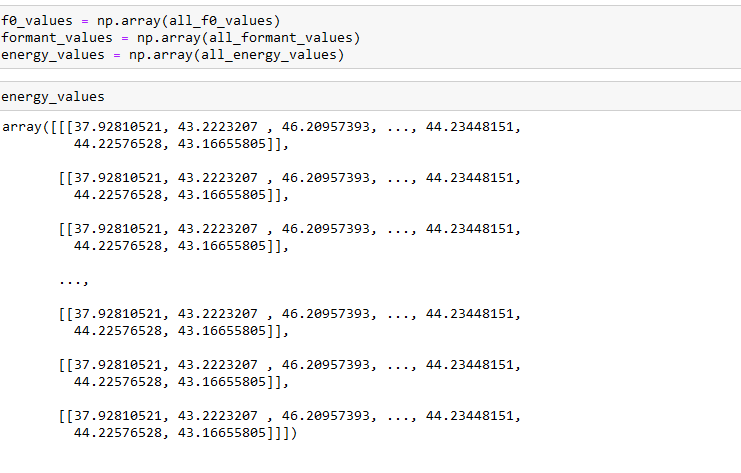 f0_values = np.array(all_f0_values)
formant_values = np.array(all_formant_values)
energy_values = np.array(all_energy_values)
energy_values
array([[[37.92810521, 43.2223207 , 46.20957393, ..., 44.23448151,
         44.22576528, 43.16655805]],
       [[37.92810521, 43.2223207 , 46.20957393, ..., 44.23448151,
         44.22576528, 43.16655805]],
       [[37.92810521, 43.2223207 , 46.20957393, ..., 44.23448151,
         44.22576528, 43.16655805]],
       ...,
       [[37.92810521, 43.2223207 , 46.20957393, ..., 44.23448151,
         44.22576528, 43.16655805]],
       [[37.92810521, 43.2223207 , 46.20957393, ..., 44.23448151,
         44.22576528, 43.16655805]],
       [[37.92810521, 43.2223207 , 46.20957393, ..., 44.23448151,
         44.22576528, 43.16655805]]])